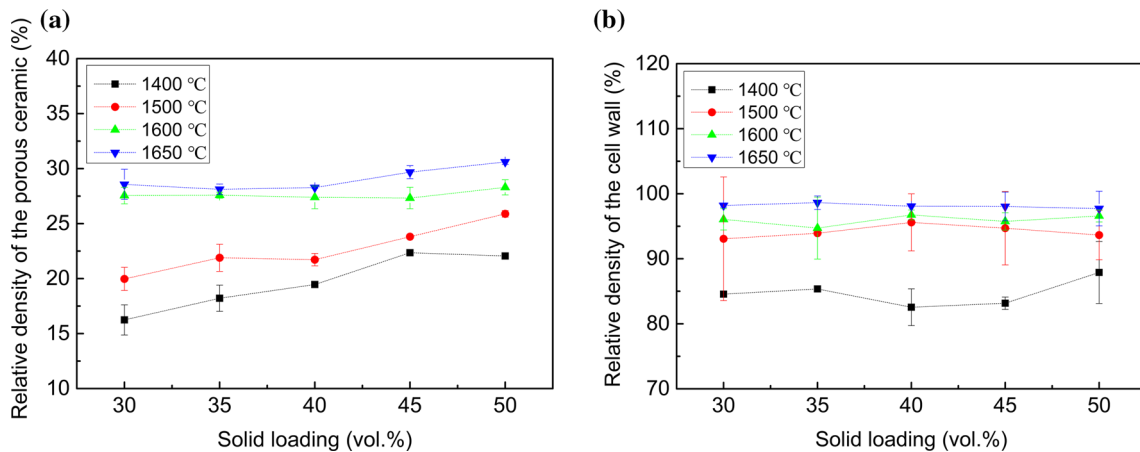 (a)
Relative density of the porous ceramic (%)
40
35
30
25
20
15
10
1400 ℃
1500 ℃
1600 ℃
1650 ℃
30 35 40 45 50
Solid loading (vol.%)
(b)
Relative density of the cell wall (%)
120
110
100
90
80
70
1400 ℃
1500 ℃
1600 ℃
1650 ℃
30 35 40 45 50
Solid loading (vol.%)